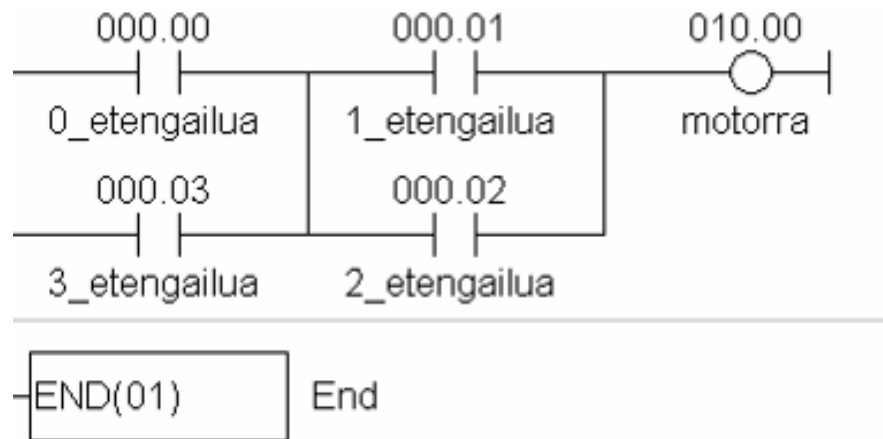 000.00 000.01 010.00
0_etengailua 1_etengailua motorra
000.03 000.02
3_etengailua 2_etengailua
END(01) End